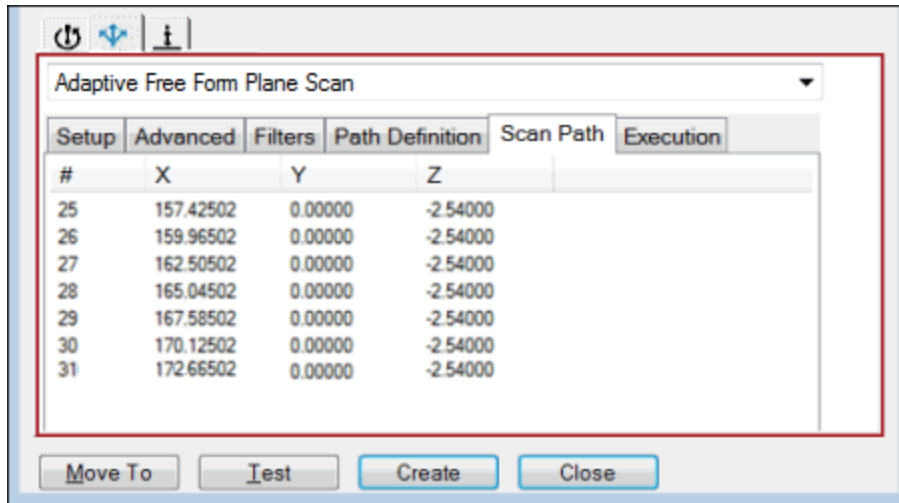 Adaptive Free Form Plane Scan
Setup Advanced Filters Path Definition Scan Path Execution
# X Y Z
25 157.42502 0.00000 -2.54000
26 159.96502 0.00000 -2.54000
27 162.50502 0.00000 -2.54000
28 165.04502 0.00000 -2.54000
29 167.58502 0.00000 -2.54000
30 170.12502 0.00000 -2.54000
31 172.66502 0.00000 -2.54000
Move To Test Create Close